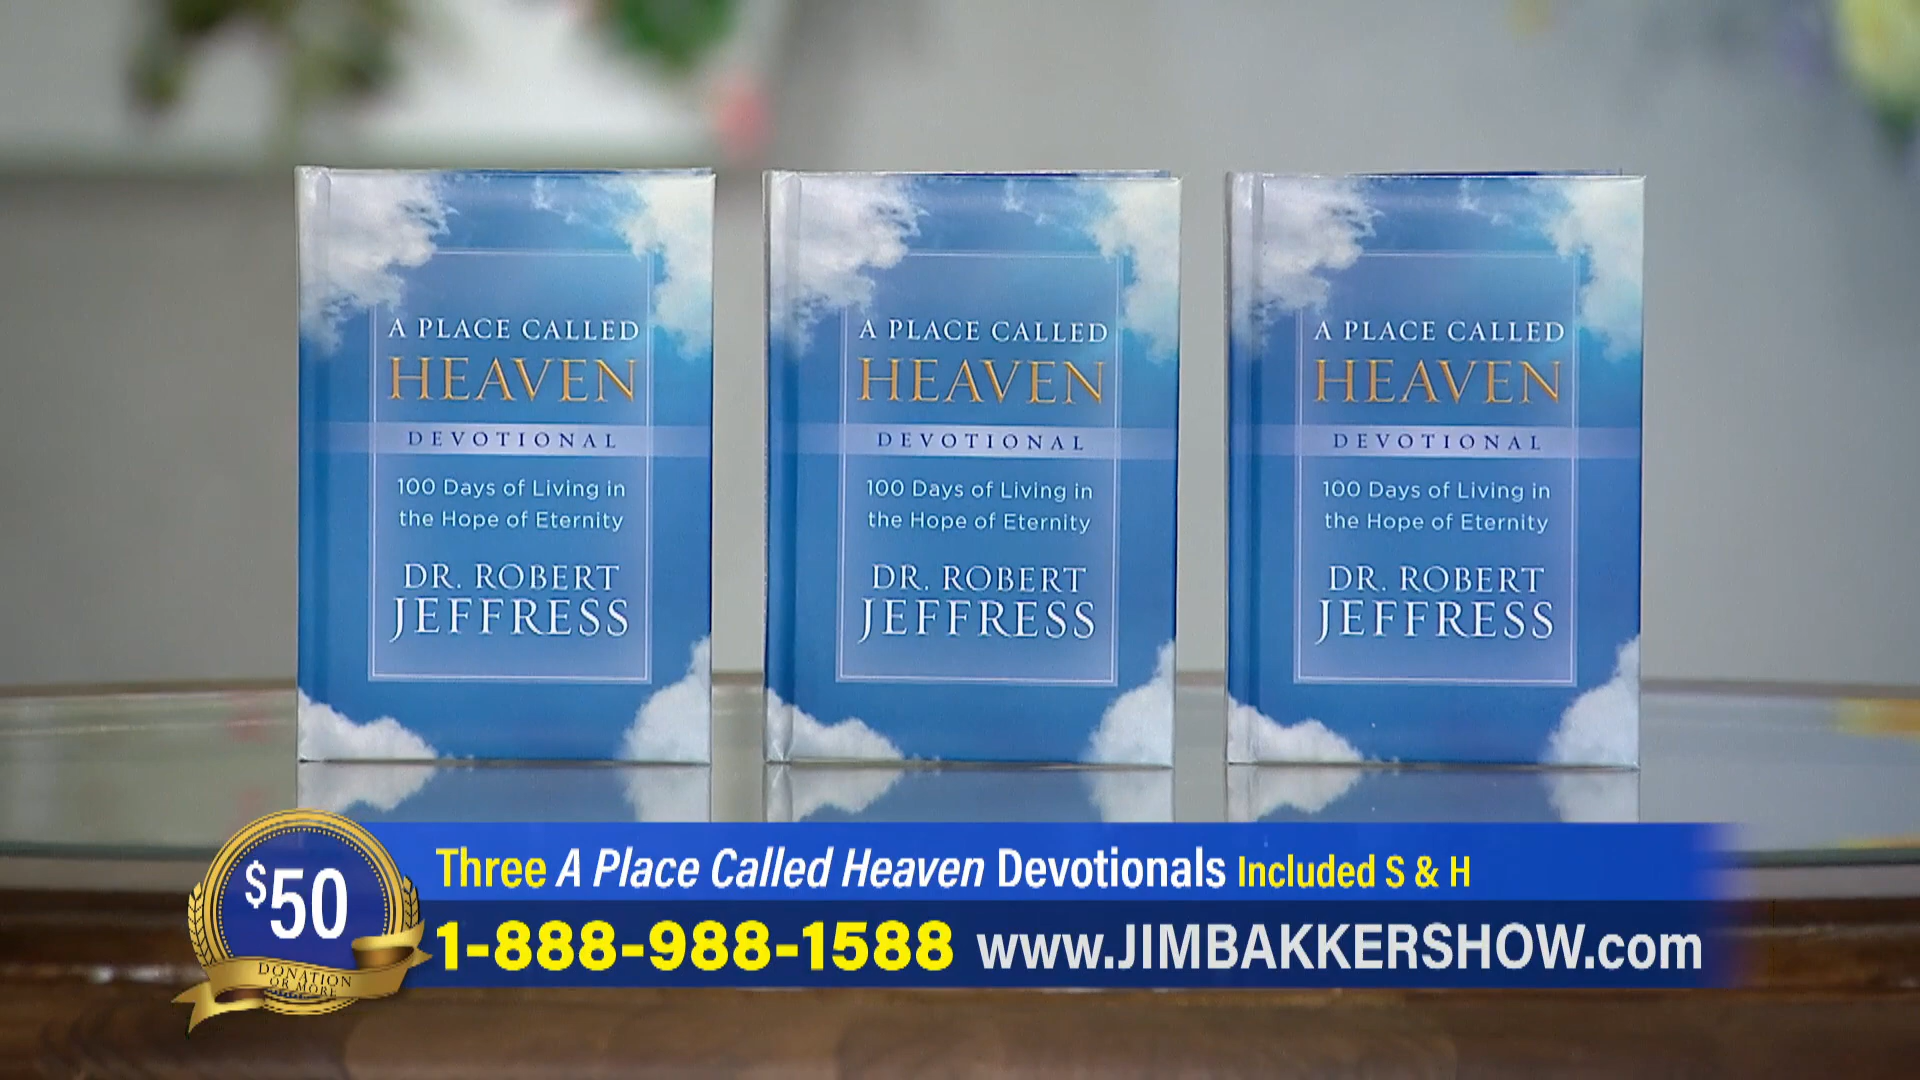 A PLACE CALLED
HEAVEN
DEVOTIONAL
100 Days of Living in
the Hope of Eternity
DR. ROBERT
JEFFRESS
A PLACE CALLED
HEAVEN
DEVOTIONAL
100 Days of Living in
the Hope of Eternity
DR. ROBERT
JEFFRESS
A PLACE CALLED
HEAVEN
DEVOTIONAL
100 Days of Living in
the Hope of Eternity
DR. ROBERT
JEFFRESS
$50
DONATION
OR MORE
Three A Place Called Heaven Devotionals Included S & H
1-888-988-1588 www.JIMBAKKERSHOW.com